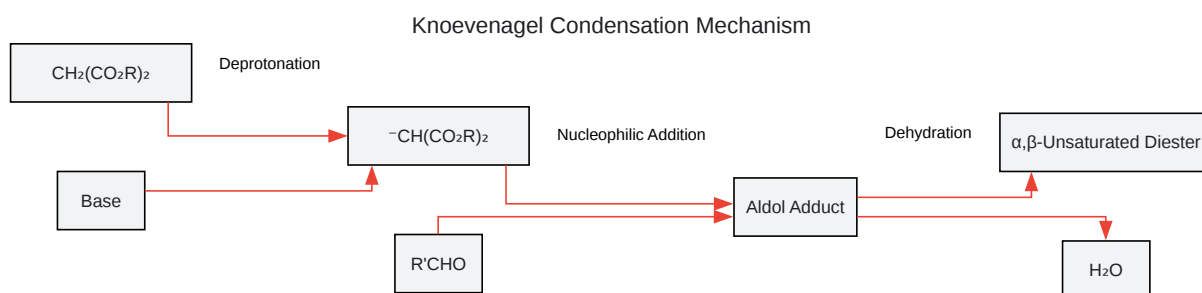 Knoevenagel Condensation Mechanism
CH₂(CO₂R)₂
Deprotonation
⁻CH(CO₂R)₂
Nucleophilic Addition
Dehydration
α,β-Unsaturated Diester
Base
Aldol Adduct
R'CHO
H₂O